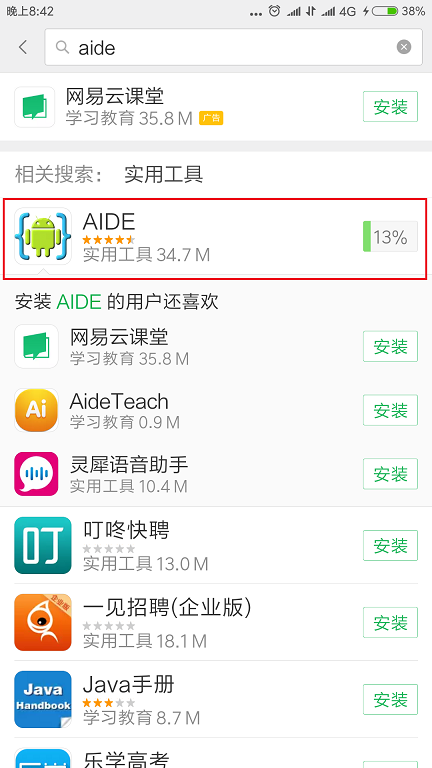 晚上8:42
4G
38%
aide
网易云课堂
学习教育 35.8 M 广告
安装
相关搜索： 实用工具
AIDE
实用工具 34.7 M
13%
安装 AIDE 的用户还喜欢
网易云课堂
学习教育 35.8 M
安装
Ai
AideTeach
学习教育 0.9 M
安装
灵犀语音助手
实用工具 10.4 M
安装
叮
叮咚快聘
实用工具 13.0 M
安装
企业版
一见招聘(企业版)
实用工具 18.1 M
安装
Java
Handbook
Java手册
学习教育 8.7 M
安装
乐学高考